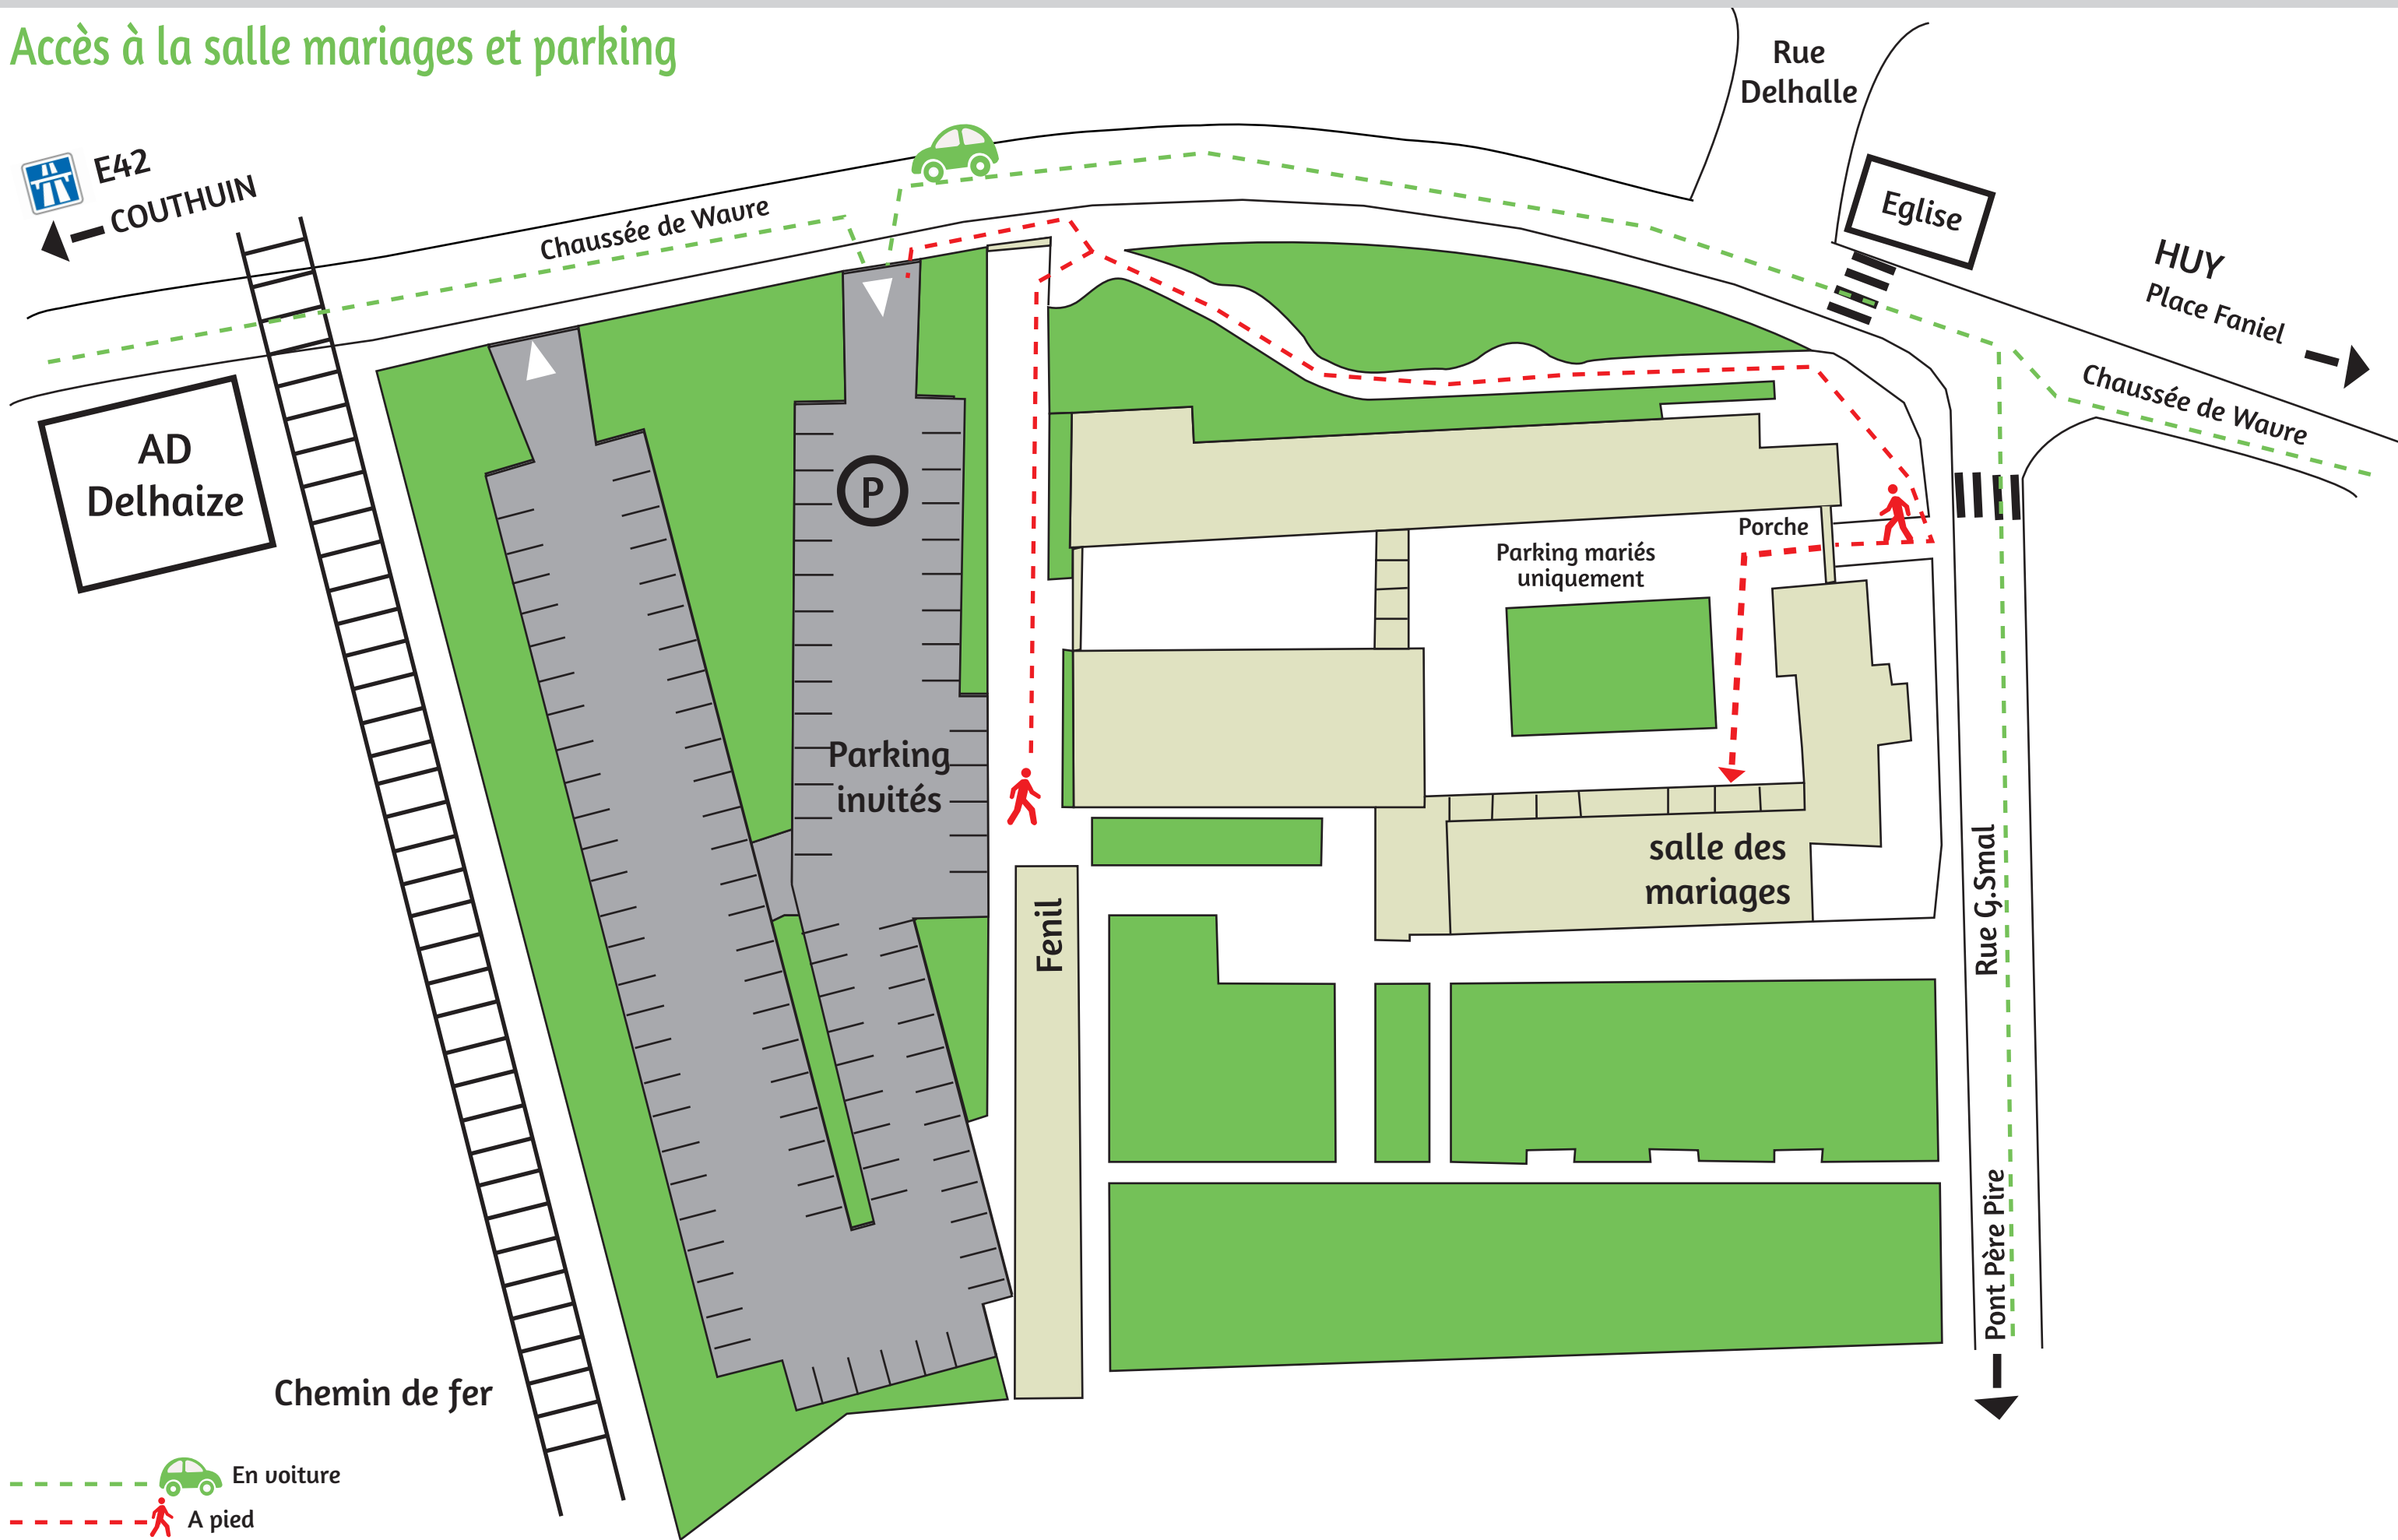 Accès à la salle mariages et parking
Rue
Delhalle
E42
COUTHUIN
Chaussée de Wavre
Eglise
HUY
Place Faniel
Chaussée de Wavre
AD
Delhaize
P
Porche
Parking mariés
uniquement
Parking
invités
salle des
mariages
Fenil
Rue G.Smal
Pont Père Pire
Chemin de fer
En voiture
A pied